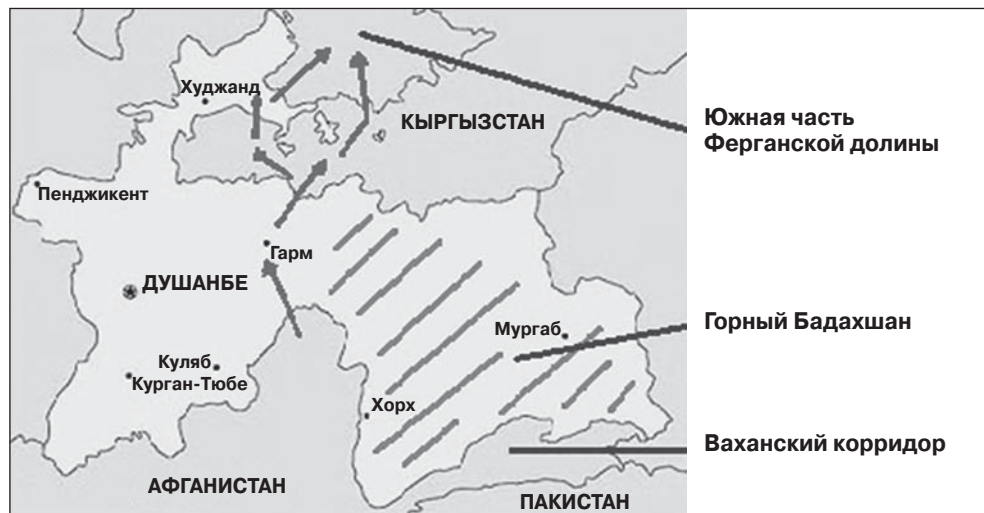 Худжанд
КЫРГЫЗСТАН
Южная часть
Ферганской долины
Пенджикент
Гарм
ДУШАНБЕ
Мургаб
Горный Бадахшан
Куляб
Курган-Тюбе
Хорх
Ваханский корридор
АФГАНИСТАН
ПАКИСТАН